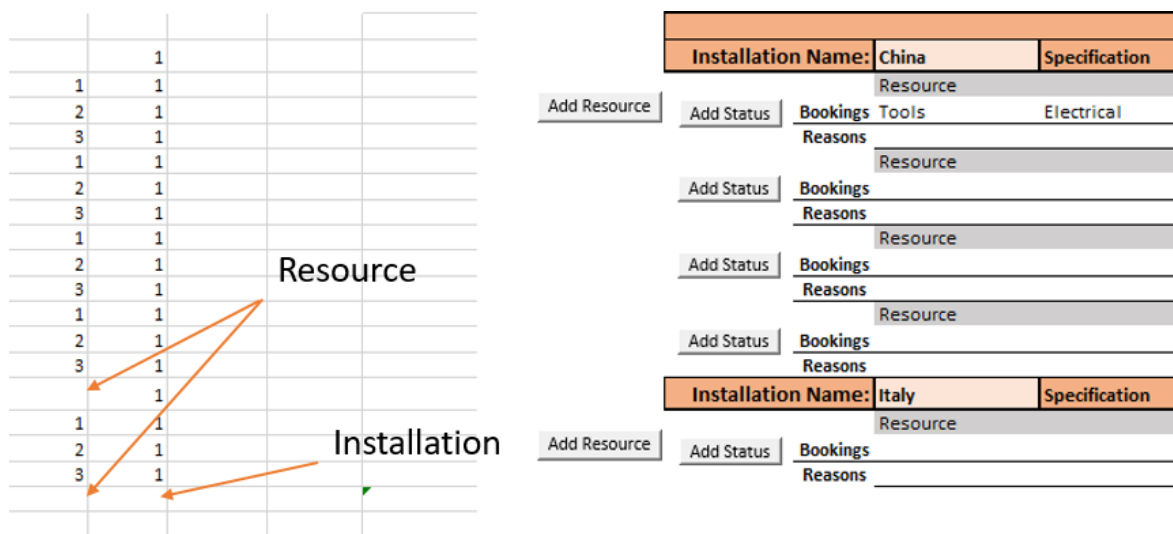 1
1 1
2 1
3 1
1 1
2 1
3 1
1 1
2 1
Resource
3 1
1 1
2 1
3 1
1
1 1
2 1
Installation
3 1
Installation Name: China Specification
Resource
Add Resource Add Status Bookings Tools Electrical
Reasons
Resource
Add Status Bookings
Reasons
Resource
Add Status Bookings
Reasons
Resource
Add Status Bookings
Reasons
Installation Name: Italy Specification
Resource
Add Resource Add Status Bookings
Reasons